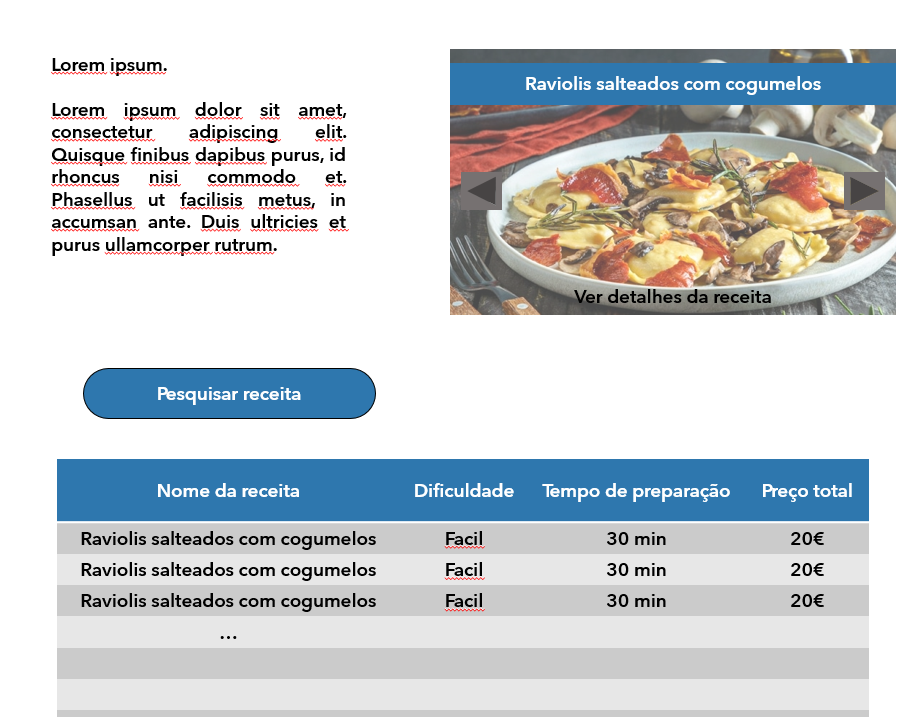 Lorem ipsum.
Lorem ipsum dolor sit amet,
consectetur adipiscing elit.
Quisque finibus dapibus purus, id
rhoncus nisi commodo et.
Phasellus ut facilisis metus, in
accumsan ante. Duis ultricies et
purus ullamcorper rutrum.
Raviolis salteados com cogumelos
Ver detalhes da receita
Pesquisar receita
Nome da receita Dificuldade Tempo de preparação Preço total
Raviolis salteados com cogumelos Facil 30 min 20€
Raviolis salteados com cogumelos Facil 30 min 20€
Raviolis salteados com cogumelos Facil 30 min 20€
...